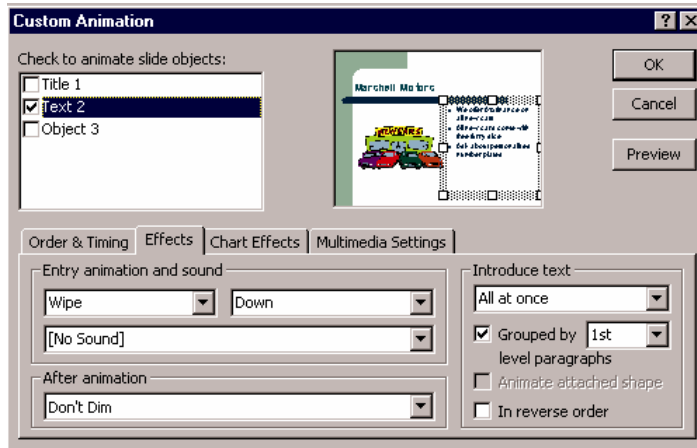 Custom Animation
Check to animate slide objects:
Title 1
Text 2
Object 3
Marshell Motors
OK
Cancel
Preview
Order & Timing
Effects
Chart Effects
Multimedia Settings
Entry animation and sound
Wipe
Down
[No Sound]
After animation
Don't Dim
Introduce text
All at once
Grouped by
1st
level paragraphs
Animate attached shape
In reverse order